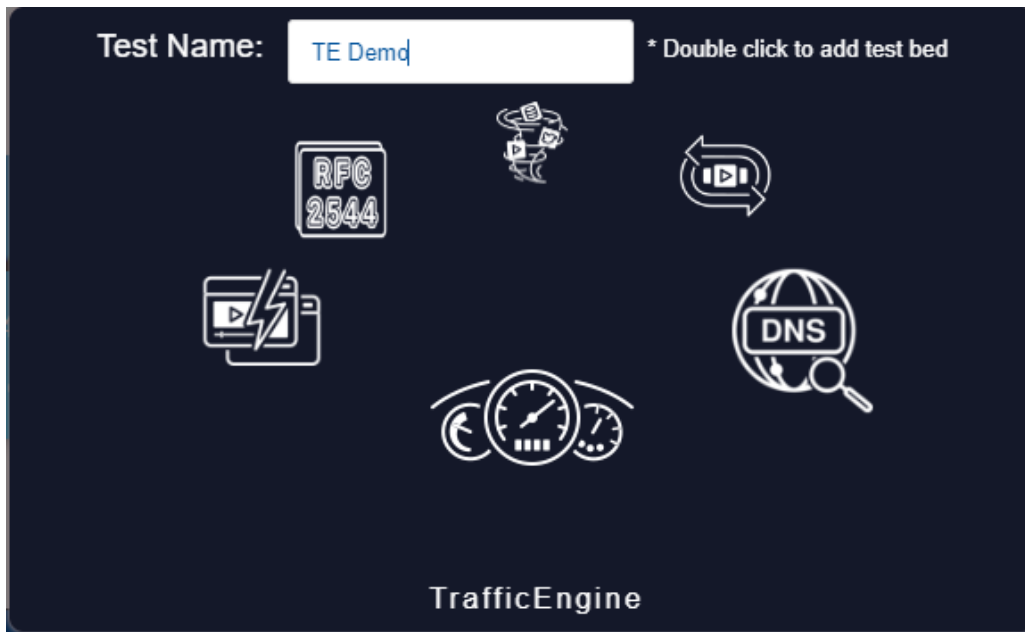 Test Name:
TE Demo
* Double click to add test bed
RFC
2544
DNS
TrafficEngine